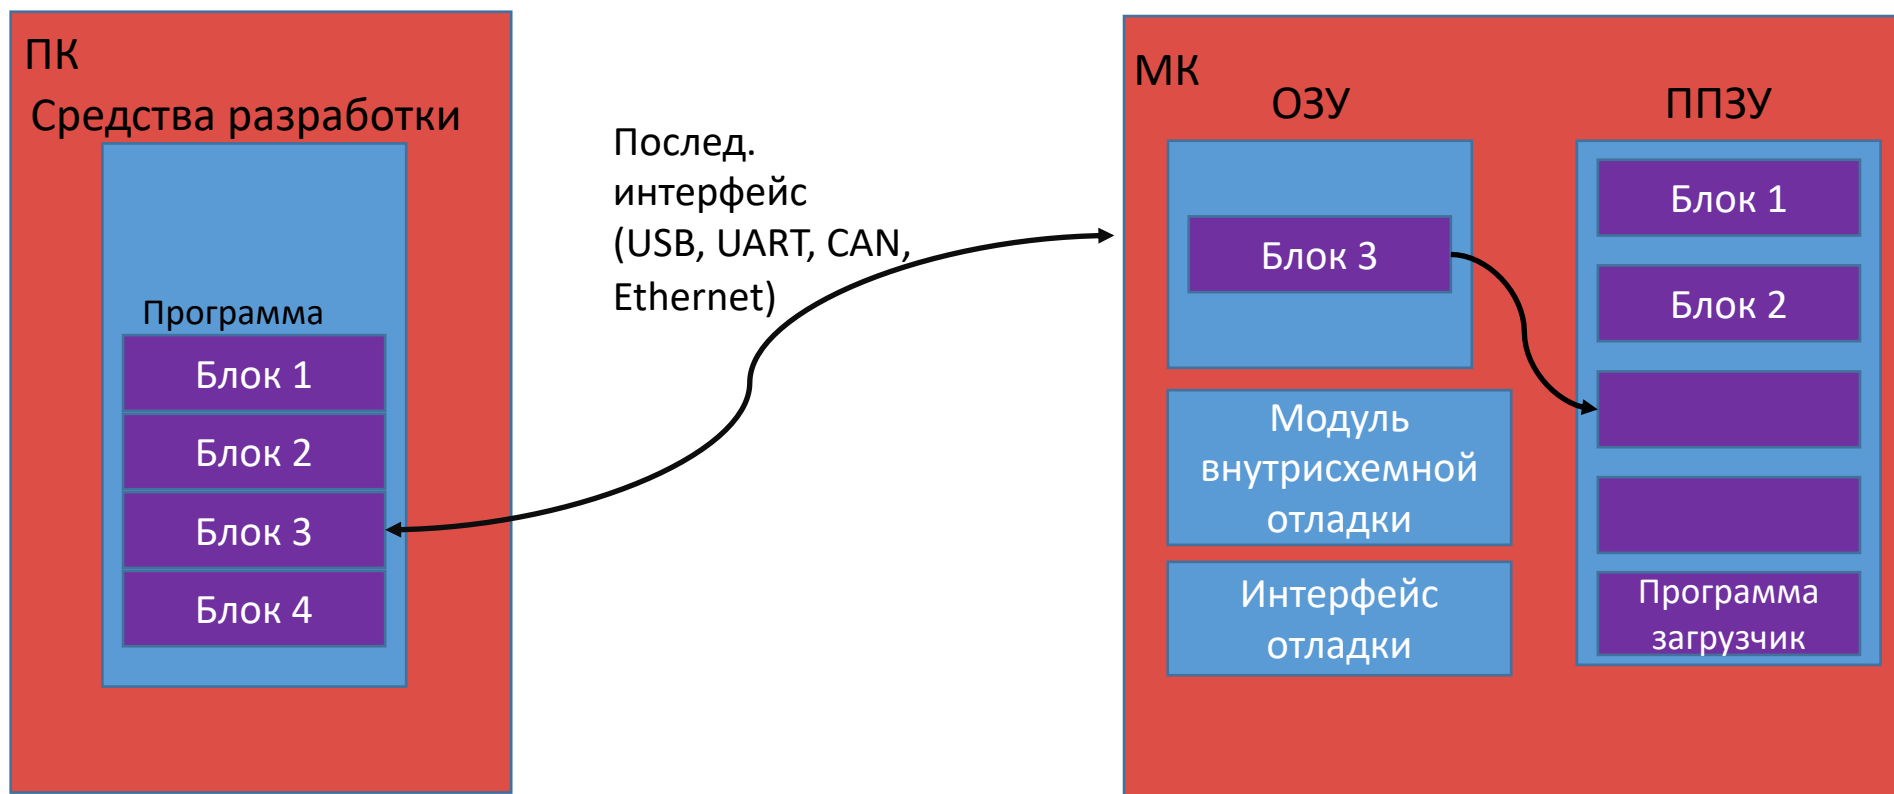 ПК
Средства разработки
Программа
Блок 1
Блок 2
Блок 3
Блок 4
Послед.
интерфейс
(USB, UART, CAN,
Ethernet)
МК
ОЗУ
Блок 3
Модуль
внутрисхемной
отладки
Интерфейс
отладки
ППЗУ
Блок 1
Блок 2
Программа
загрузчик